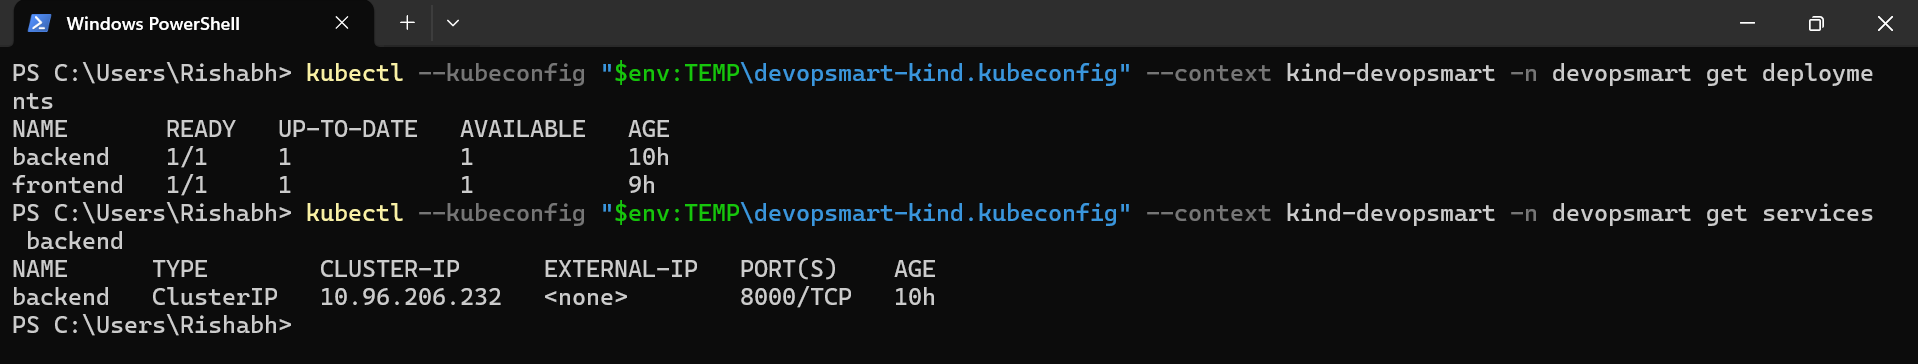 Windows PowerShell
PS C:\Users\Rishabh> kubectl --kubeconfig "$env:TEMP\devopsmart-kind.kubeconfig" --context kind-devopsmart -n devopsmart get deployme
nts
NAME       READY   UP-TO-DATE   AVAILABLE   AGE
backend    1/1     1            1           10h
frontend   1/1     1            1           9h
PS C:\Users\Rishabh> kubectl --kubeconfig "$env:TEMP\devopsmart-kind.kubeconfig" --context kind-devopsmart -n devopsmart get services
 backend
NAME      TYPE        CLUSTER-IP      EXTERNAL-IP   PORT(S)    AGE
backend   ClusterIP   10.96.206.232   <none>        8000/TCP   10h
PS C:\Users\Rishabh>